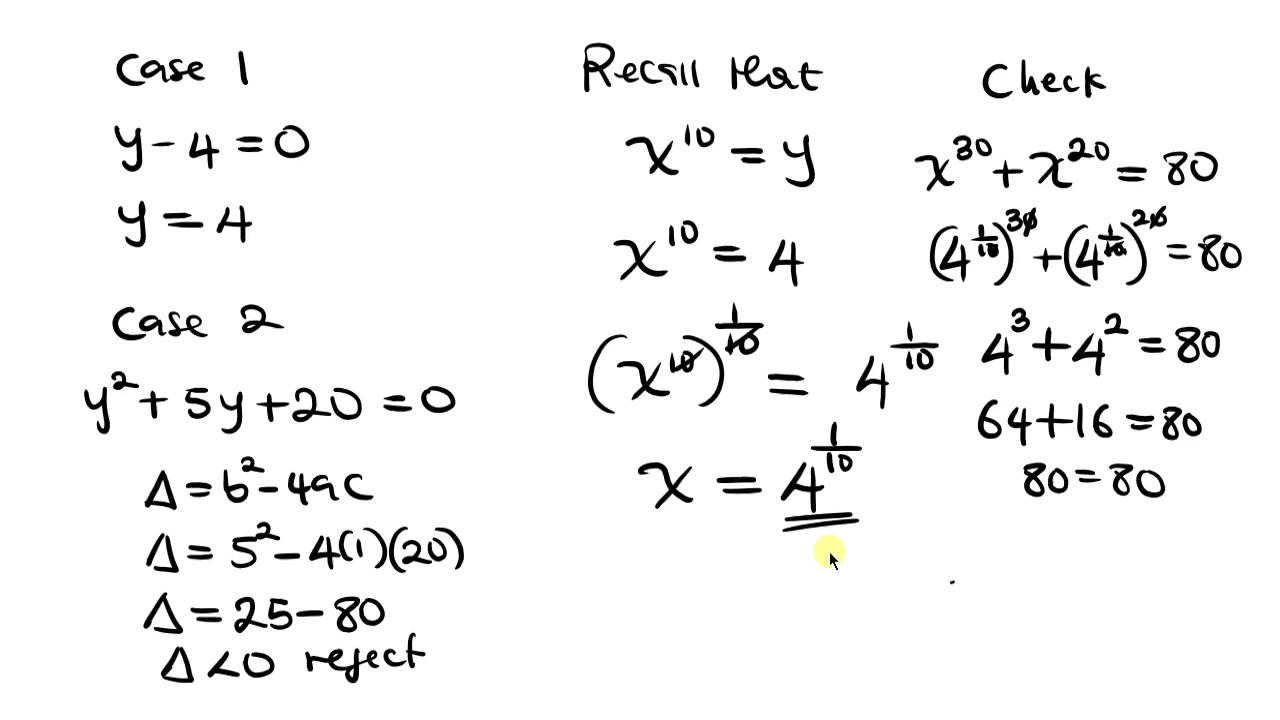 Case 1
y - 4 = 0
y = 4
Case 2
y² + 5y + 20 = 0
Δ = b² - 4ac
Δ = 5² - 4(1)(20)
Δ = 25 - 80
Δ < 0 reject
Recall that
x¹⁰ = y
x¹⁰ = 4
(x¹⁰)^(1/10) = 4^(1/10)
x = 4^(1/10)
Check
x³⁰ + x²⁰ = 80
(4^(1/10))³⁰ + (4^(1/10))²⁰ = 80
4³ + 4² = 80
64 + 16 = 80
80 = 80